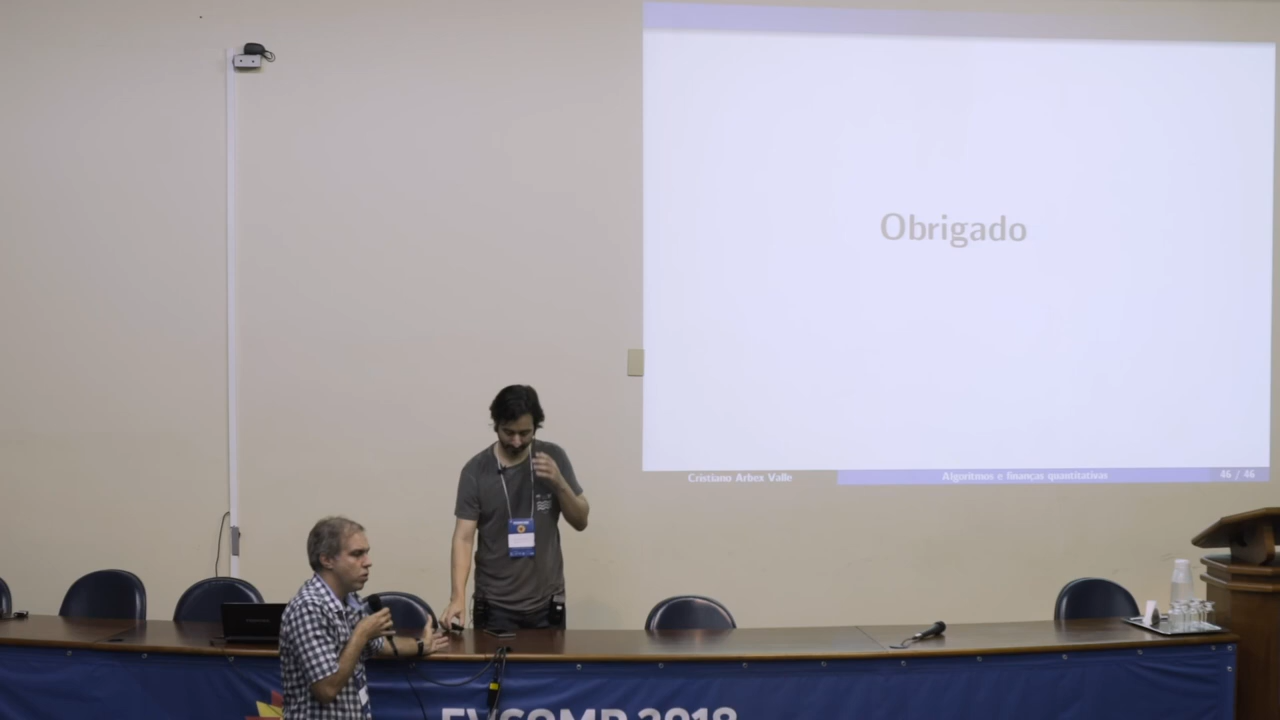 Obrigado
Cristiano Arbex Valle
Algoritmos e finanças quantitativas
46 / 46
EVCOMP 2018